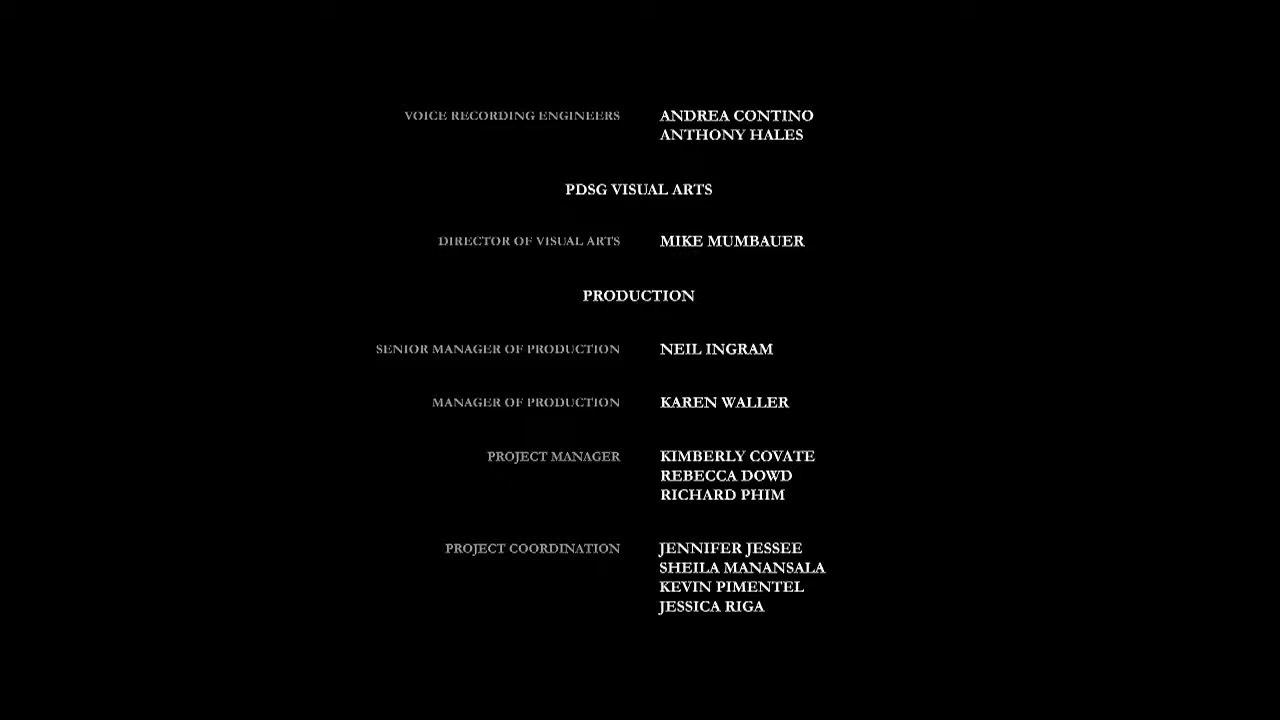 VOICE RECORDING ENGINEERS ANDREA CONTINO
ANTHONY HALES
PDSG VISUAL ARTS
DIRECTOR OF VISUAL ARTS MIKE MUMBAUER
PRODUCTION
SENIOR MANAGER OF PRODUCTION NEIL INGRAM
MANAGER OF PRODUCTION KAREN WALLER
PROJECT MANAGER KIMBERLY COVATE
REBECCA DOWD
RICHARD PHIM
PROJECT COORDINATION JENNIFER JESSEE
SHEILA MANANSALA
KEVIN PIMENTEL
JESSICA RIGA